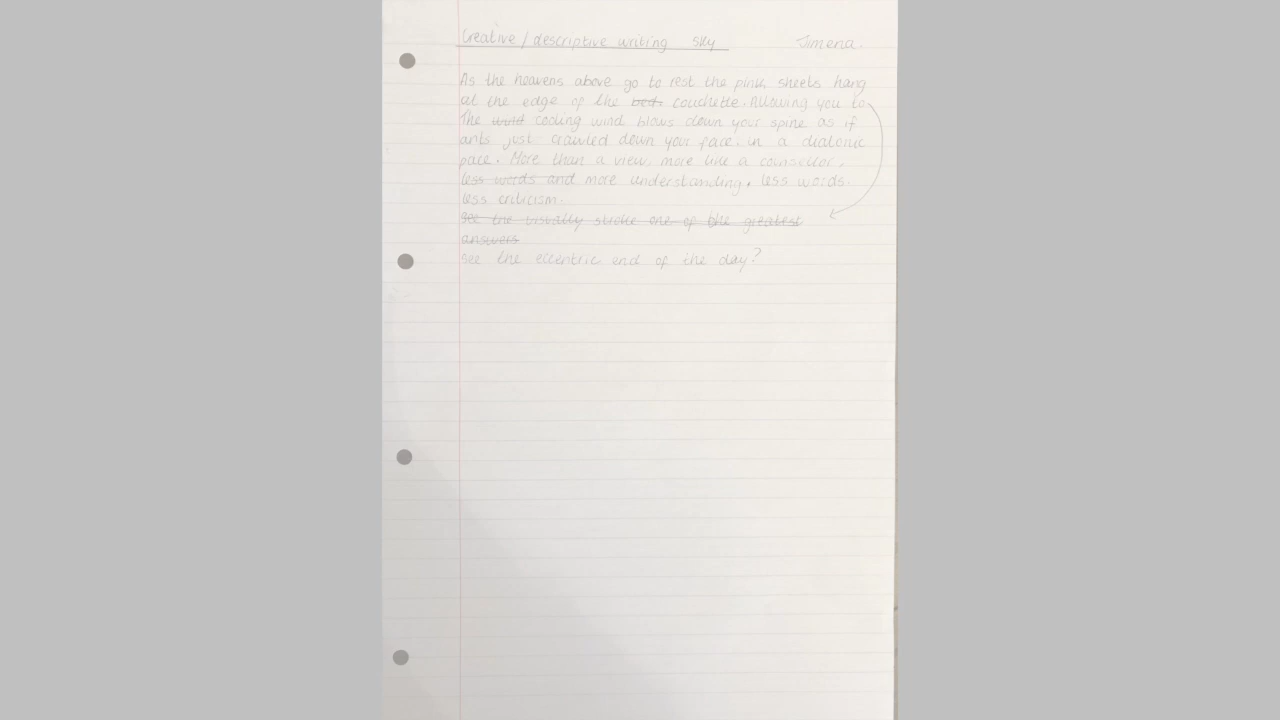 Creative / descriptive writing sky Jimena.
As the heavens above go to rest the pink sheets hang
at the edge of the bed. couchette. Allowing you to
The wind cooling wind blows down your spine as if
ants just crawled down your face. in a diatonic
pace. More than a view, more like a counsellor.
less words and more understanding. less words.
less criticism.
see the visually stroke one of the greatest
answers
see the eccentric end of the day?